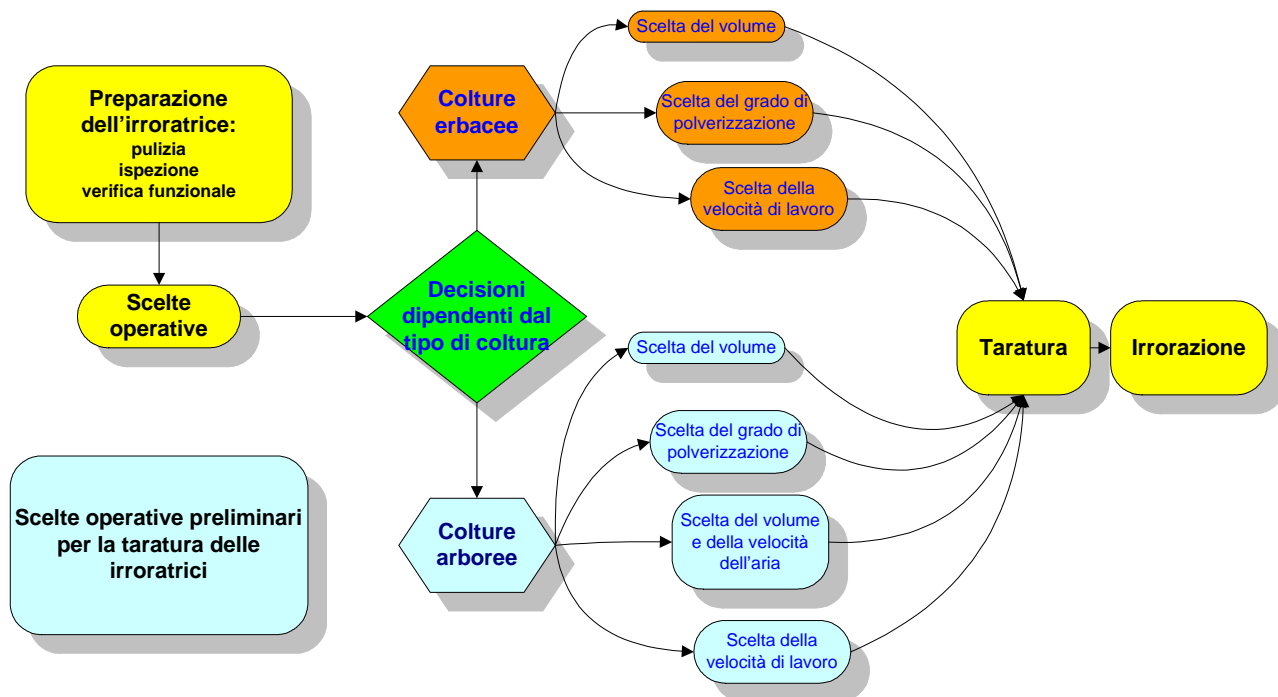 Preparazione
dell'irroratrice:
pulizia
ispezione
verifica funzionale
Scelte
operative
Decisioni
dipendenti dal
tipo di coltura
Colture
erbacee
Scelta del volume
Scelta del grado di
polverizzazione
Scelta della
velocità di lavoro
Colture
arboree
Scelta del volume
Scelta del grado di
polverizzazione
Scelta del volume
e della velocità
dell'aria
Scelta della
velocità di lavoro
Taratura
Irrorazione
Scelte operative preliminari
per la taratura delle
irroratrici